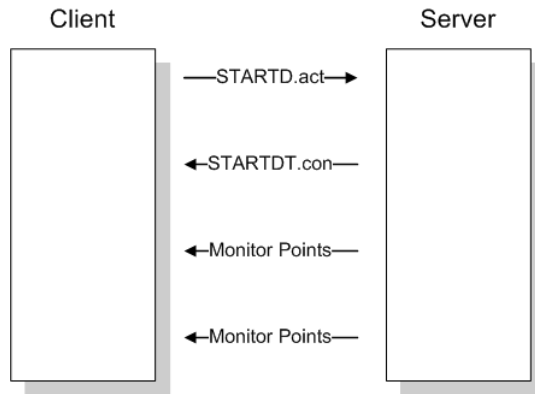 Client
Server
STARTD.act
STARTDT.con
Monitor Points
Monitor Points